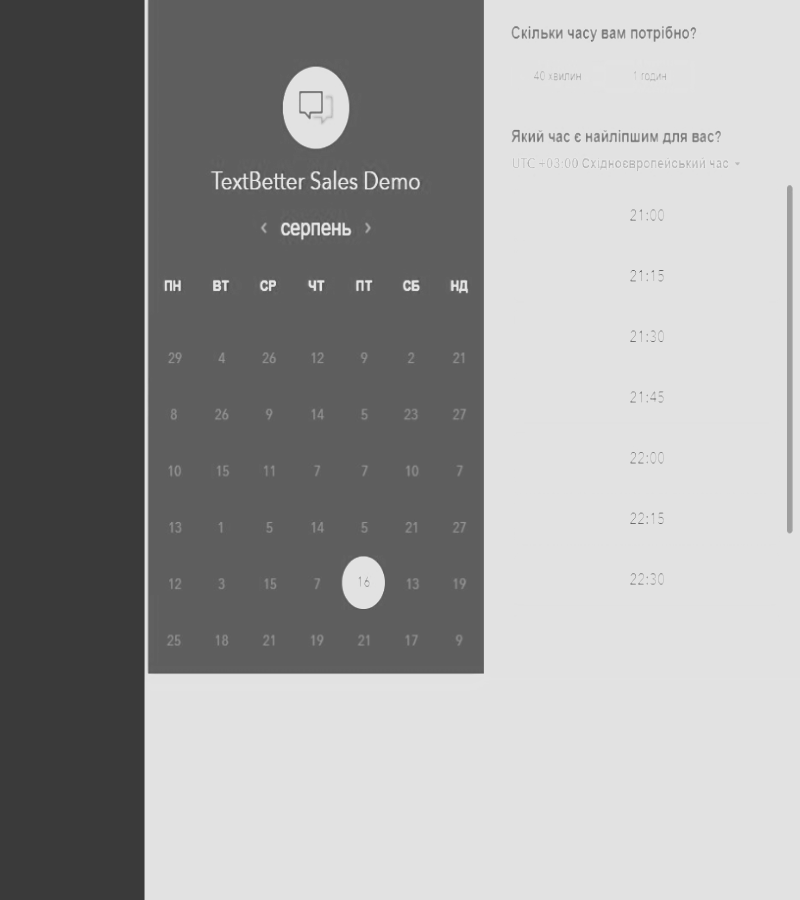 TextBetter Sales Demo
‹ серпень ›
ПН ВТ СР ЧТ ПТ СБ НД
29 4 26 12 9 2 21
8 26 9 14 5 23 27
10 15 11 7 7 10 7
13 1 5 14 5 21 27
12 3 15 7 16 13 19
25 18 21 19 21 17 9
Скільки часу вам потрібно?
40 хвилин 1 годин
Який час є найліпшим для вас?
UTC +03:00 Східноєвропейський час
21:00
21:15
21:30
21:45
22:00
22:15
22:30